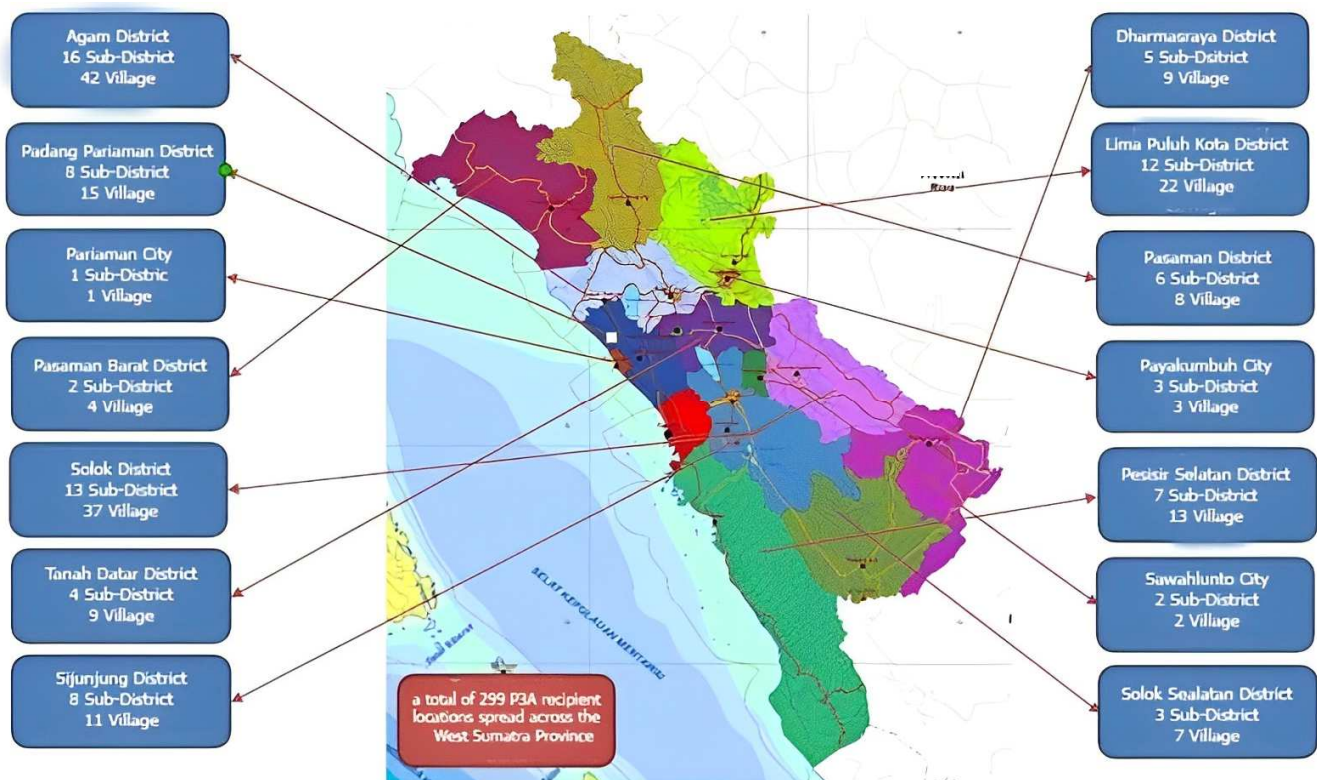 Agam District
16 Sub-District
42 Village
Padang Pariaman District
8 Sub-District
15 Village
Pariaman City
1 Sub-Distric
1 Village
Pasaman Barat District
2 Sub-District
4 Village
Solok District
13 Sub-District
37 Village
Tanah Datar District
4 Sub-District
9 Village
Sijunjung District
8 Sub-District
11 Village
Dharmasraya District
5 Sub-Dsitrict
9 Village
Lima Puluh Kota District
12 Sub-District
22 Village
Pasaman District
6 Sub-District
8 Village
Payakumbuh City
3 Sub-District
3 Village
Pesisir Selatan District
7 Sub-District
13 Village
Sawahlunto City
2 Sub-District
2 Village
Solok Sealatan District
3 Sub-District
7 Village
SELAT KEPULAUAN MENTAWAI
a total of 299 P3A recipient
locations spread across the
West Sumatra Province